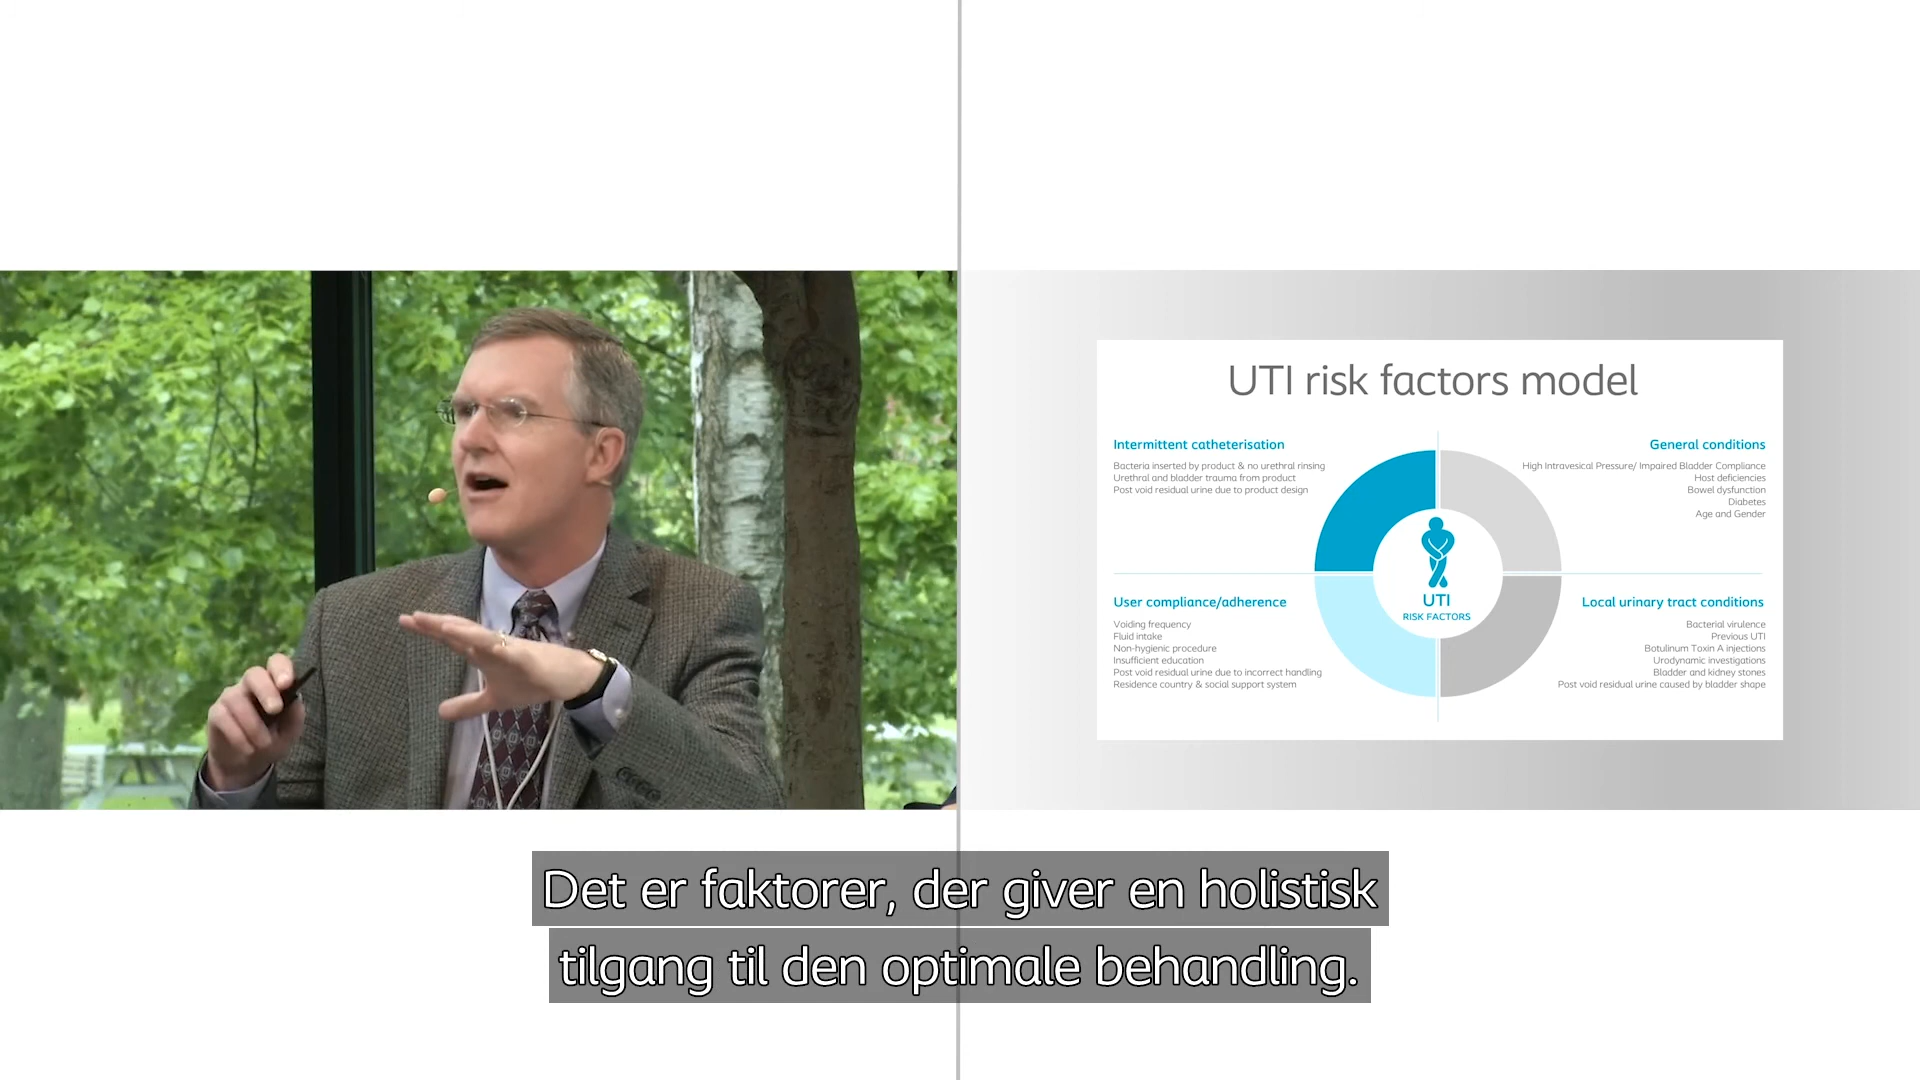 UTI risk factors model
Intermittent catheterisation
Bacteria inserted by product & no urethral rinsing
Urethral and bladder trauma from product
Post void residual urine due to product design
General conditions
High Intravesical Pressure/ Impaired Bladder Compliance
Host deficiencies
Bowel dysfunction
Diabetes
Age and Gender
UTI
RISK FACTORS
User compliance/adherence
Voiding frequency
Fluid intake
Non-hygienic procedure
Insufficient education
Post void residual urine due to incorrect handling
Residence country & social support system
Local urinary tract conditions
Bacterial virulence
Previous UTI
Botulinum Toxin A injections
Urodynamic investigations
Bladder and kidney stones
Post void residual urine caused by bladder shape
Det er faktorer, der giver en holistisk
tilgang til den optimale behandling.